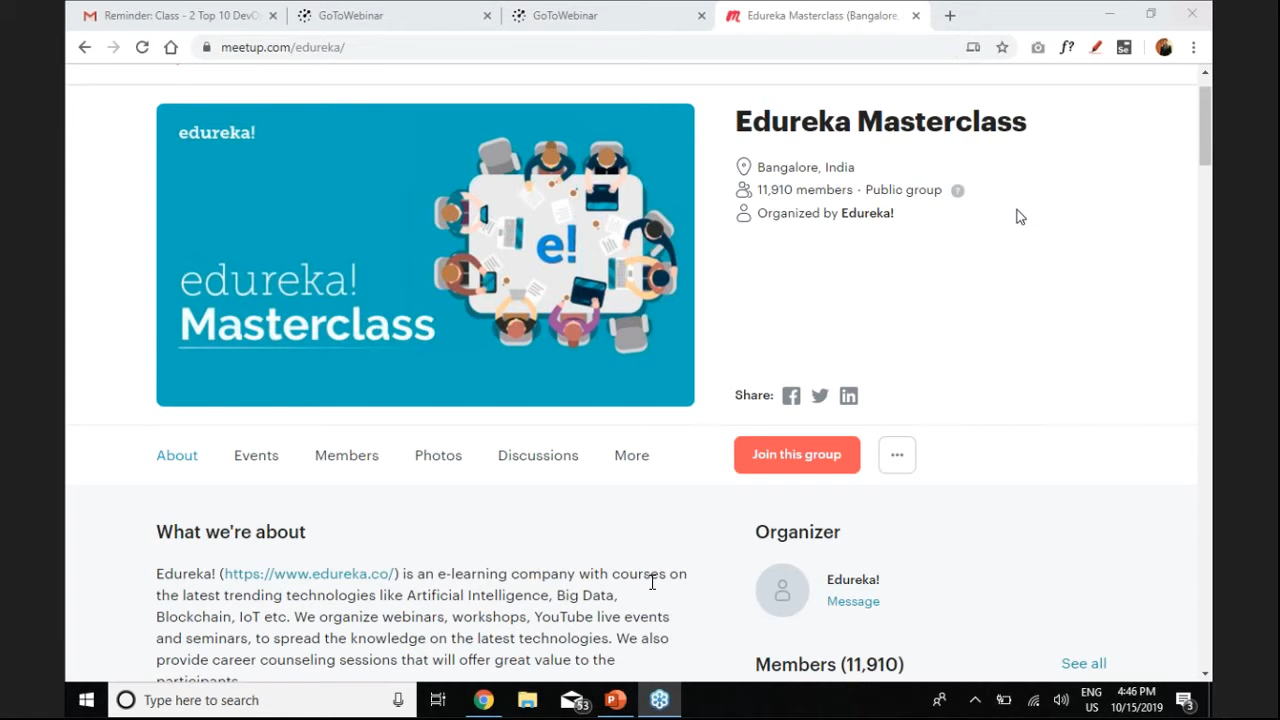 Reminder: Class - 2 Top 10 DevO
GoToWebinar
GoToWebinar
Edureka Masterclass (Bangalore,
meetup.com/edureka/
f?
Se
edureka!
edureka!
Masterclass
e!
Edureka Masterclass
Bangalore, India
11,910 members · Public group ?
Organized by Edureka!
Share:
About
Events
Members
Photos
Discussions
More
Join this group
What we're about
Edureka! (https://www.edureka.co/) is an e-learning company with courses on
the latest trending technologies like Artificial Intelligence, Big Data,
Blockchain, IoT etc. We organize webinars, workshops, YouTube live events
and seminars, to spread the knowledge on the latest technologies. We also
provide career counseling sessions that will offer great value to the
participants.
Organizer
Edureka!
Message
Members (11,910)
See all
Type here to search
53
ENG
US
4:46 PM
10/15/2019
3